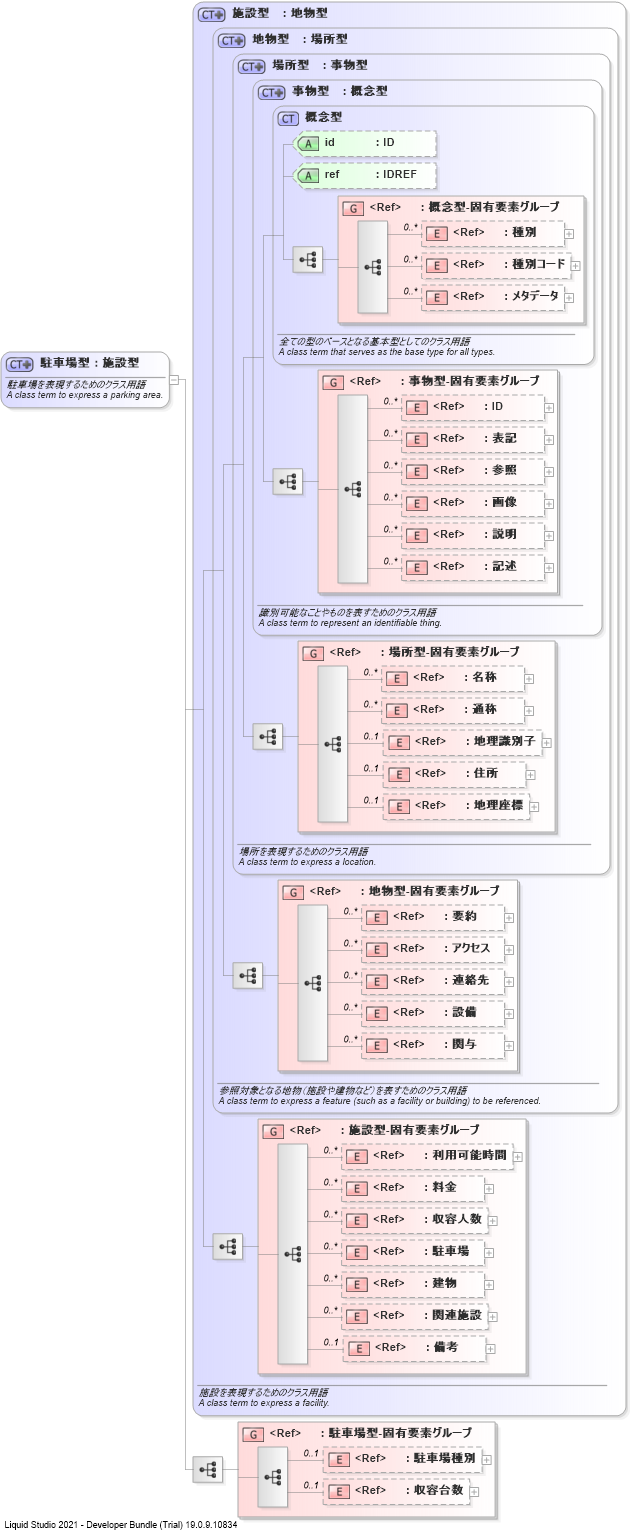 CT 施設型 : 地物型
CT 地物型 : 場所型
CT 場所型 : 事物型
CT 事物型 : 概念型
CT 概念型
A id : ID
A ref : IDREF
G <Ref> : 概念型-固有要素グループ
0..* E <Ref> : 種別
0..* E <Ref> : 種別コード
0..* E <Ref> : メタデータ
全ての型のベースとなる基本型としてのクラス用語
A class term that serves as the base type for all types.
CT 駐車場型 : 施設型
駐車場を表現するためのクラス用語
A class term to express a parking area.
G <Ref> : 事物型-固有要素グループ
0..* E <Ref> : ID
0..* E <Ref> : 表記
0..* E <Ref> : 参照
0..* E <Ref> : 画像
0..* E <Ref> : 説明
0..* E <Ref> : 記述
識別可能なことやものを表すためのクラス用語
A class term to represent an identifiable thing.
G <Ref> : 場所型-固有要素グループ
0..* E <Ref> : 名称
0..* E <Ref> : 通称
0..1 E <Ref> : 地理識別子
0..1 E <Ref> : 住所
0..1 E <Ref> : 地理座標
場所を表現するためのクラス用語
A class term to express a location.
G <Ref> : 地物型-固有要素グループ
0..* E <Ref> : 要約
0..* E <Ref> : アクセス
0..* E <Ref> : 連絡先
0..* E <Ref> : 設備
0..* E <Ref> : 関与
参照対象となる地物（施設や建物など）を表すためのクラス用語
A class term to express a feature (such as a facility or building) to be referenced.
G <Ref> : 施設型-固有要素グループ
0..* E <Ref> : 利用可能時間
0..* E <Ref> : 料金
0..* E <Ref> : 収容人数
0..* E <Ref> : 駐車場
0..* E <Ref> : 建物
0..* E <Ref> : 関連施設
0..1 E <Ref> : 備考
施設を表現するためのクラス用語
A class term to express a facility.
G <Ref> : 駐車場型-固有要素グループ
0..1 E <Ref> : 駐車場種別
0..1 E <Ref> : 収容台数
Liquid Studio 2021 - Developer Bundle (Trial) 19.0.9.10834